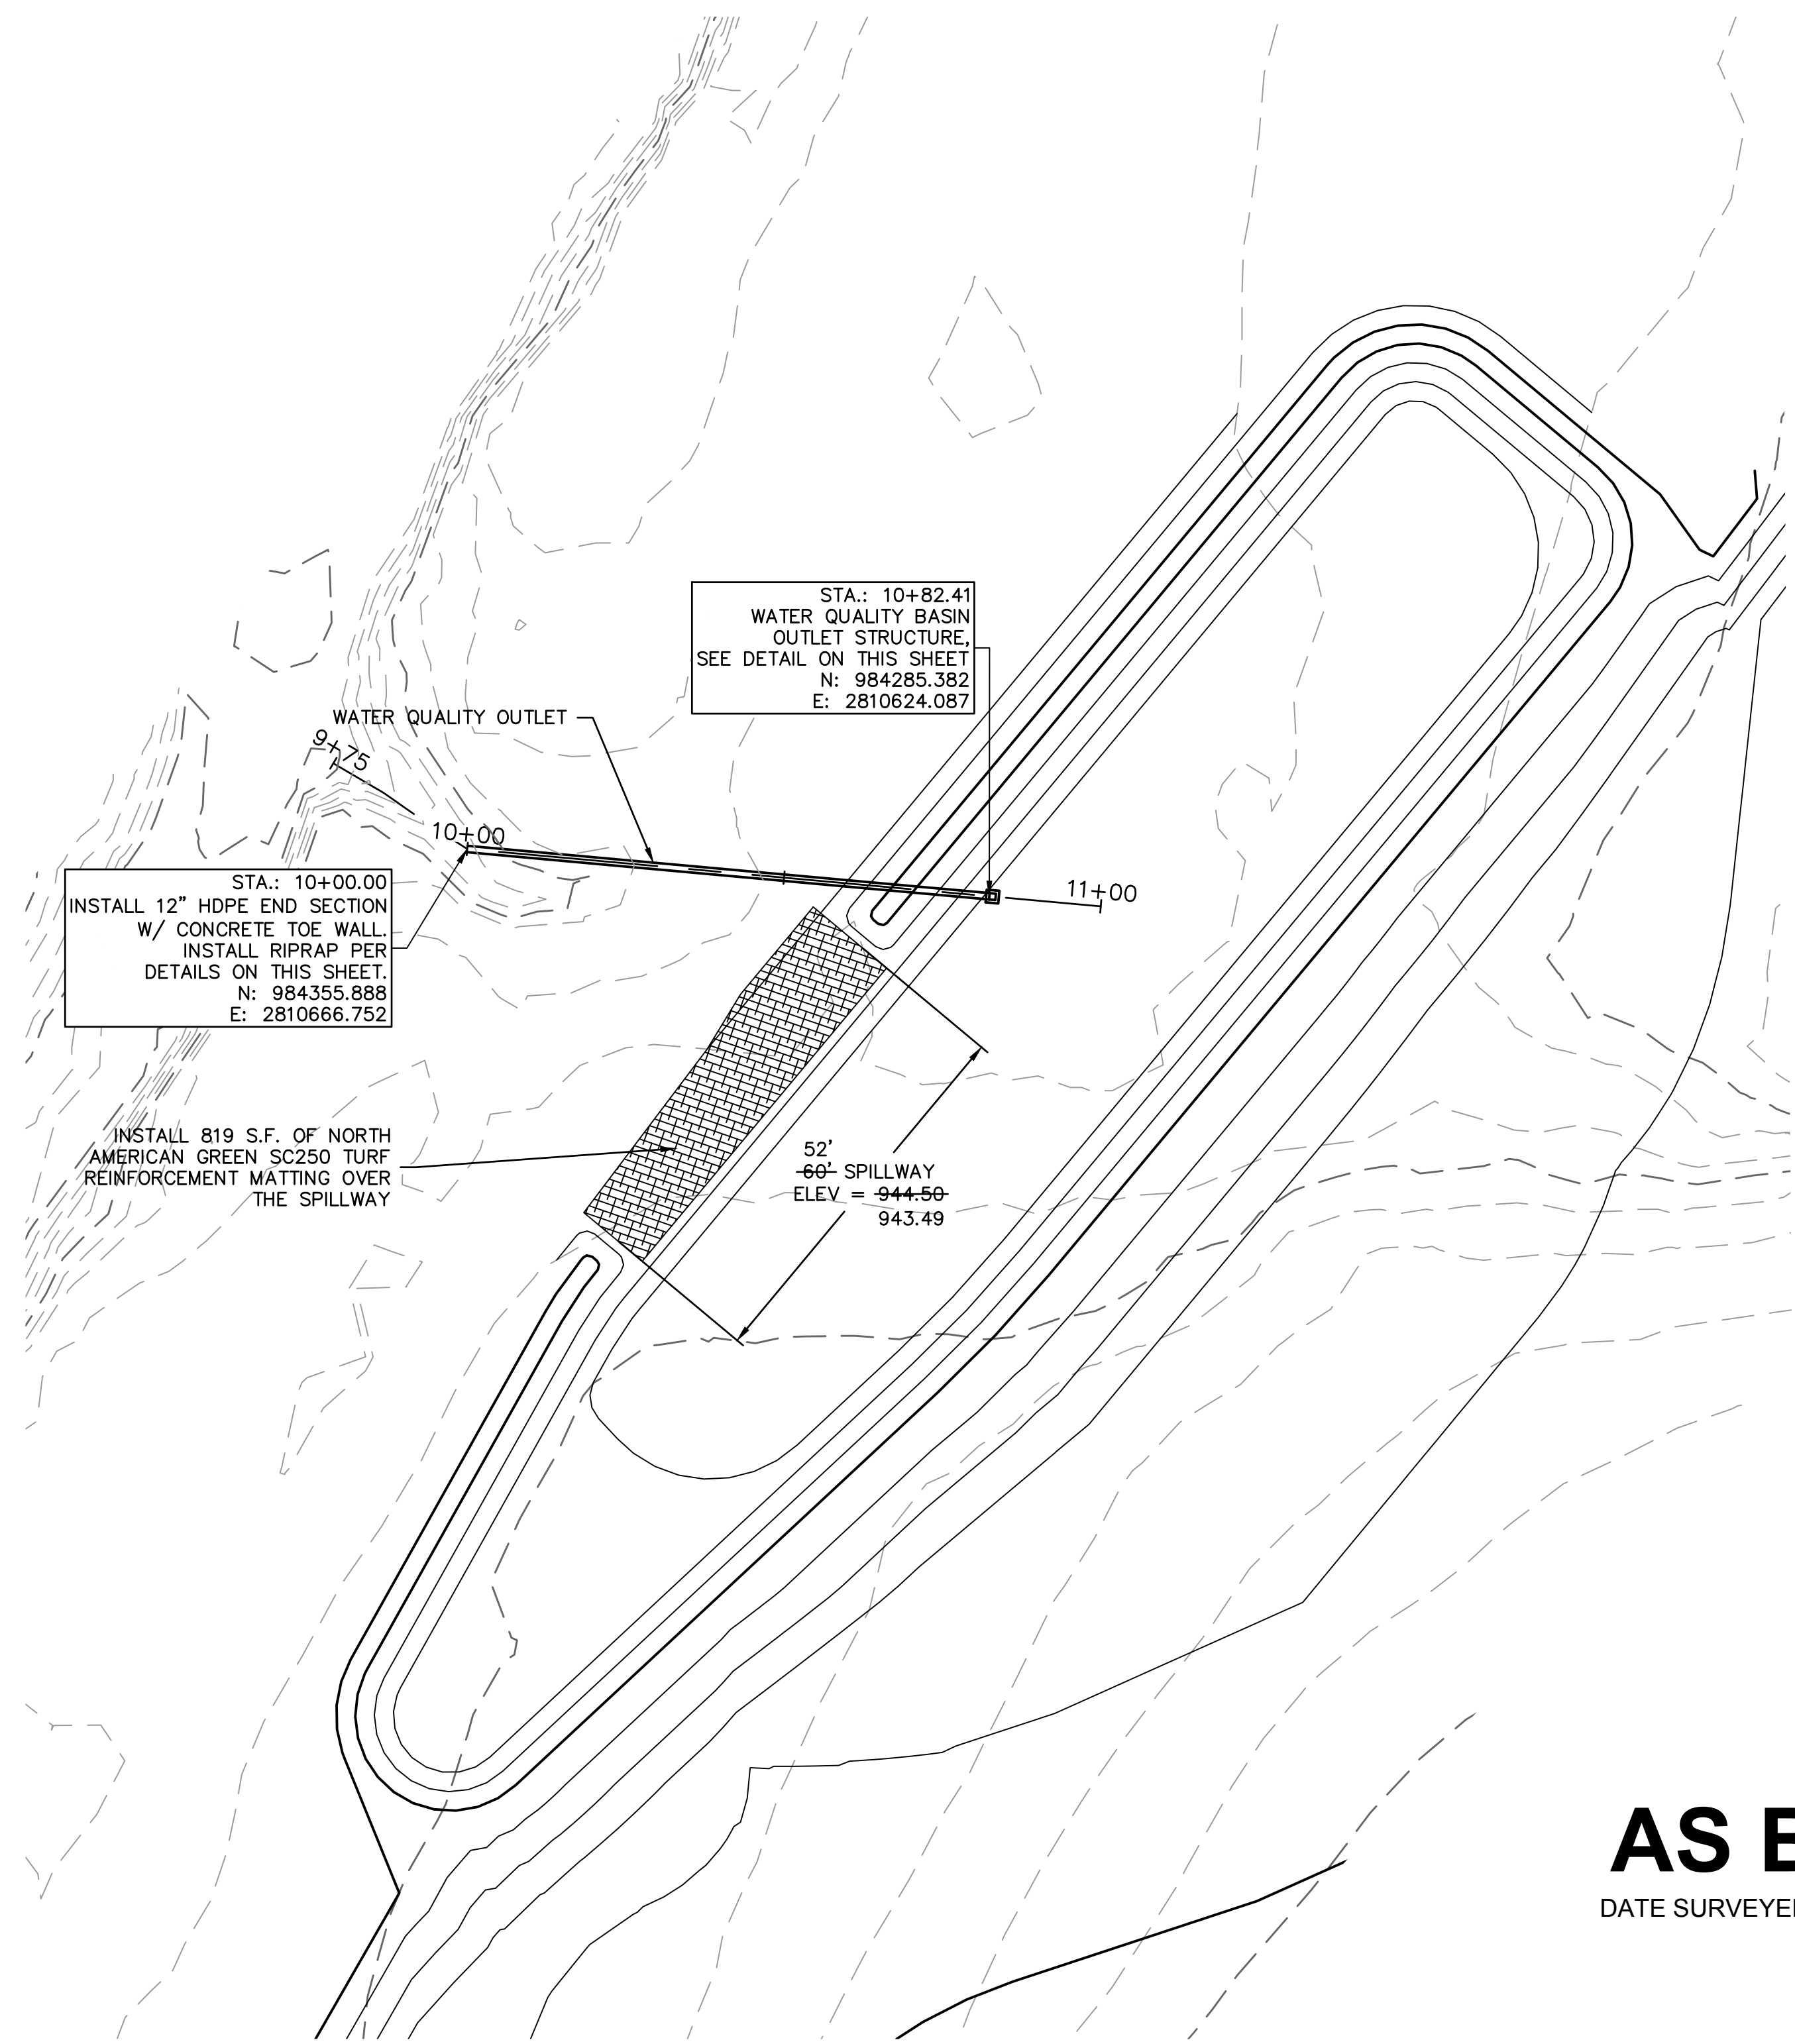 STA.: 10+82.41
WATER QUALITY BASIN
OUTLET STRUCTURE,
SEE DETAIL ON THIS SHEET
N: 984285.382
E: 2810624.087
WATER QUALITY OUTLET
9+75
10+00
11+00
STA.: 10+00.00
INSTALL 12" HDPE END SECTION
W/ CONCRETE TOE WALL.
INSTALL RIPRAP PER
DETAILS ON THIS SHEET.
N: 984355.888
E: 2810666.752
INSTALL 819 S.F. OF NORTH
AMERICAN GREEN SC250 TURF
REINFORCEMENT MATTING OVER
THE SPILLWAY
52'
60' SPILLWAY
ELEV = 944.50
943.49
AS
DATE SURVEYE